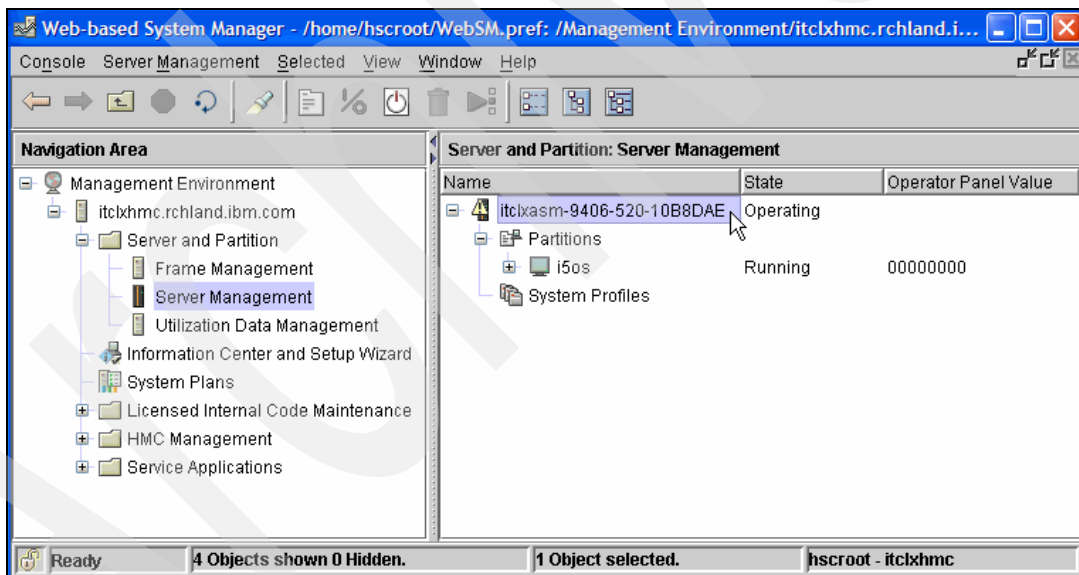 Web-based System Manager - /home/hscroot/WebSM.pref: /Management Environment/itclxhmc.rchland.i...
Console Server Management Selected View Window Help
Navigation Area
Management Environment
itclxhmc.rchland.ibm.com
Server and Partition
Frame Management
Server Management
Utilization Data Management
Information Center and Setup Wizard
System Plans
Licensed Internal Code Maintenance
HMC Management
Service Applications
Server and Partition: Server Management
Name State Operator Panel Value
itclxasm-9406-520-10B8DAE Operating
Partitions
i5os Running 00000000
System Profiles
Ready 4 Objects shown 0 Hidden. 1 Object selected. hscroot - itclxhmc